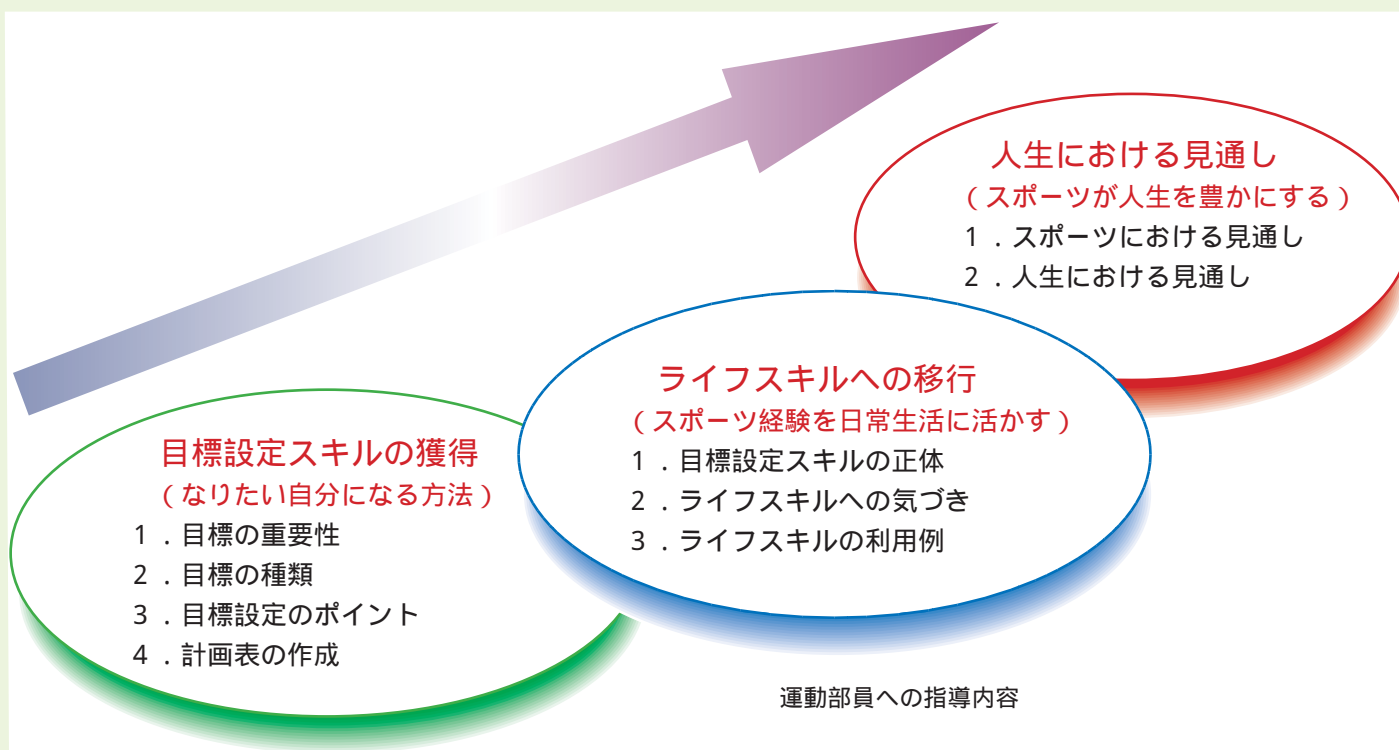 目標設定スキルの獲得
（なりたい自分になる方法）
1．目標の重要性
2．目標の種類
3．目標設定のポイント
4．計画表の作成
ライフスキルへの移行
（スポーツ経験を日常生活に活かす）
1．目標設定スキルの正体
2．ライフスキルへの気づき
3．ライフスキルの利用例
人生における見通し
（スポーツが人生を豊かにする）
1．スポーツにおける見通し
2．人生における見通し
運動部員への指導内容